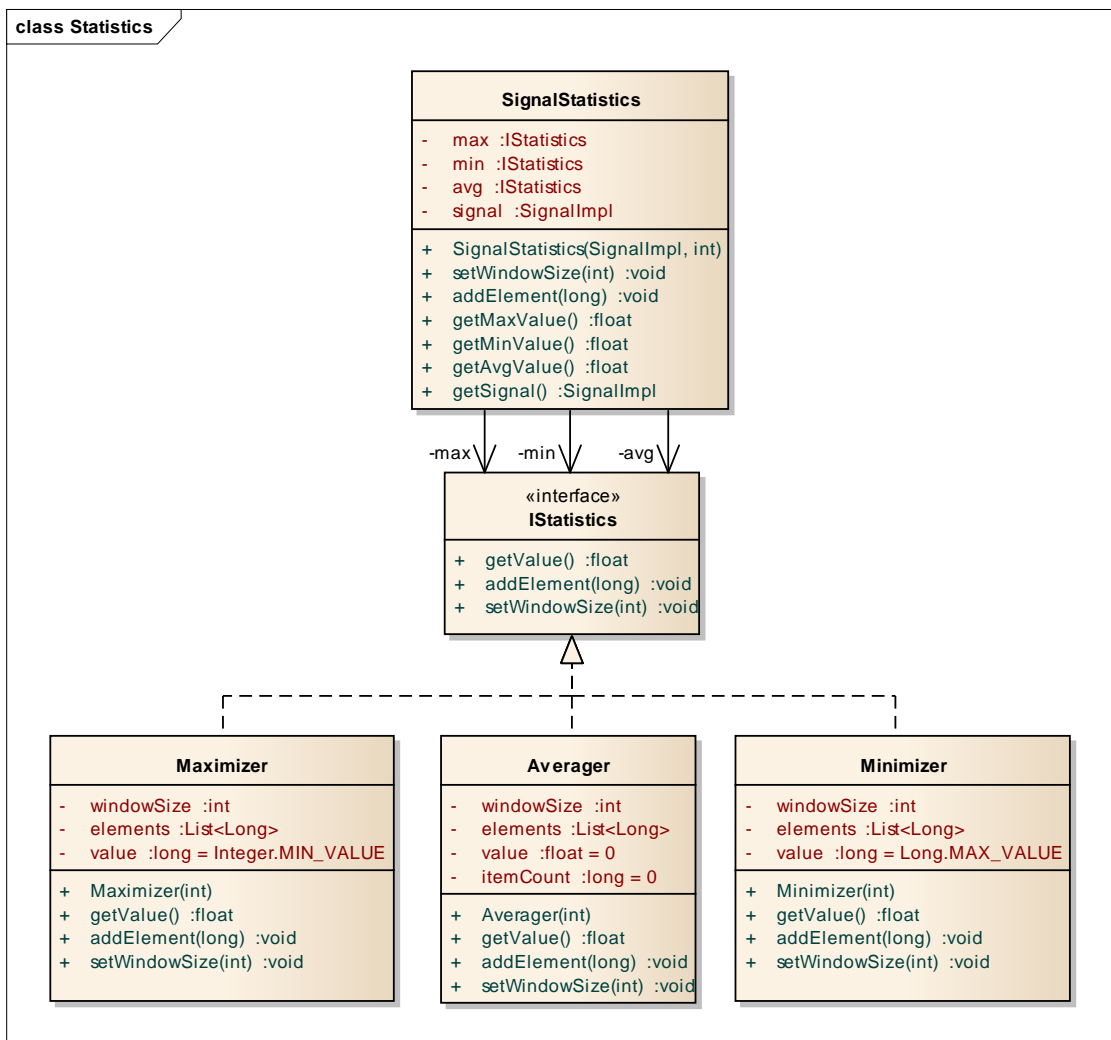 class Statistics
SignalStatistics
- max :IStatistics
- min :IStatistics
- avg :IStatistics
- signal :SignalImpl
+ SignalStatistics(SignalImpl, int)
+ setWindowSize(int) :void
+ addElement(long) :void
+ getMaxValue() :float
+ getMinValue() :float
+ getAvgValue() :float
+ getSignal() :SignalImpl
-max -min -avg
«interface»
IStatistics
+ getValue() :float
+ addElement(long) :void
+ setWindowSize(int) :void
Maximizer
- windowSize :int
- elements :List<Long>
- value :long = Integer.MIN_VALUE
+ Maximizer(int)
+ getValue() :float
+ addElement(long) :void
+ setWindowSize(int) :void
Averager
- windowSize :int
- elements :List<Long>
- value :float = 0
- itemCount :long = 0
+ Averager(int)
+ getValue() :float
+ addElement(long) :void
+ setWindowSize(int) :void
Minimizer
- windowSize :int
- elements :List<Long>
- value :long = Long.MAX_VALUE
+ Minimizer(int)
+ getValue() :float
+ addElement(long) :void
+ setWindowSize(int) :void